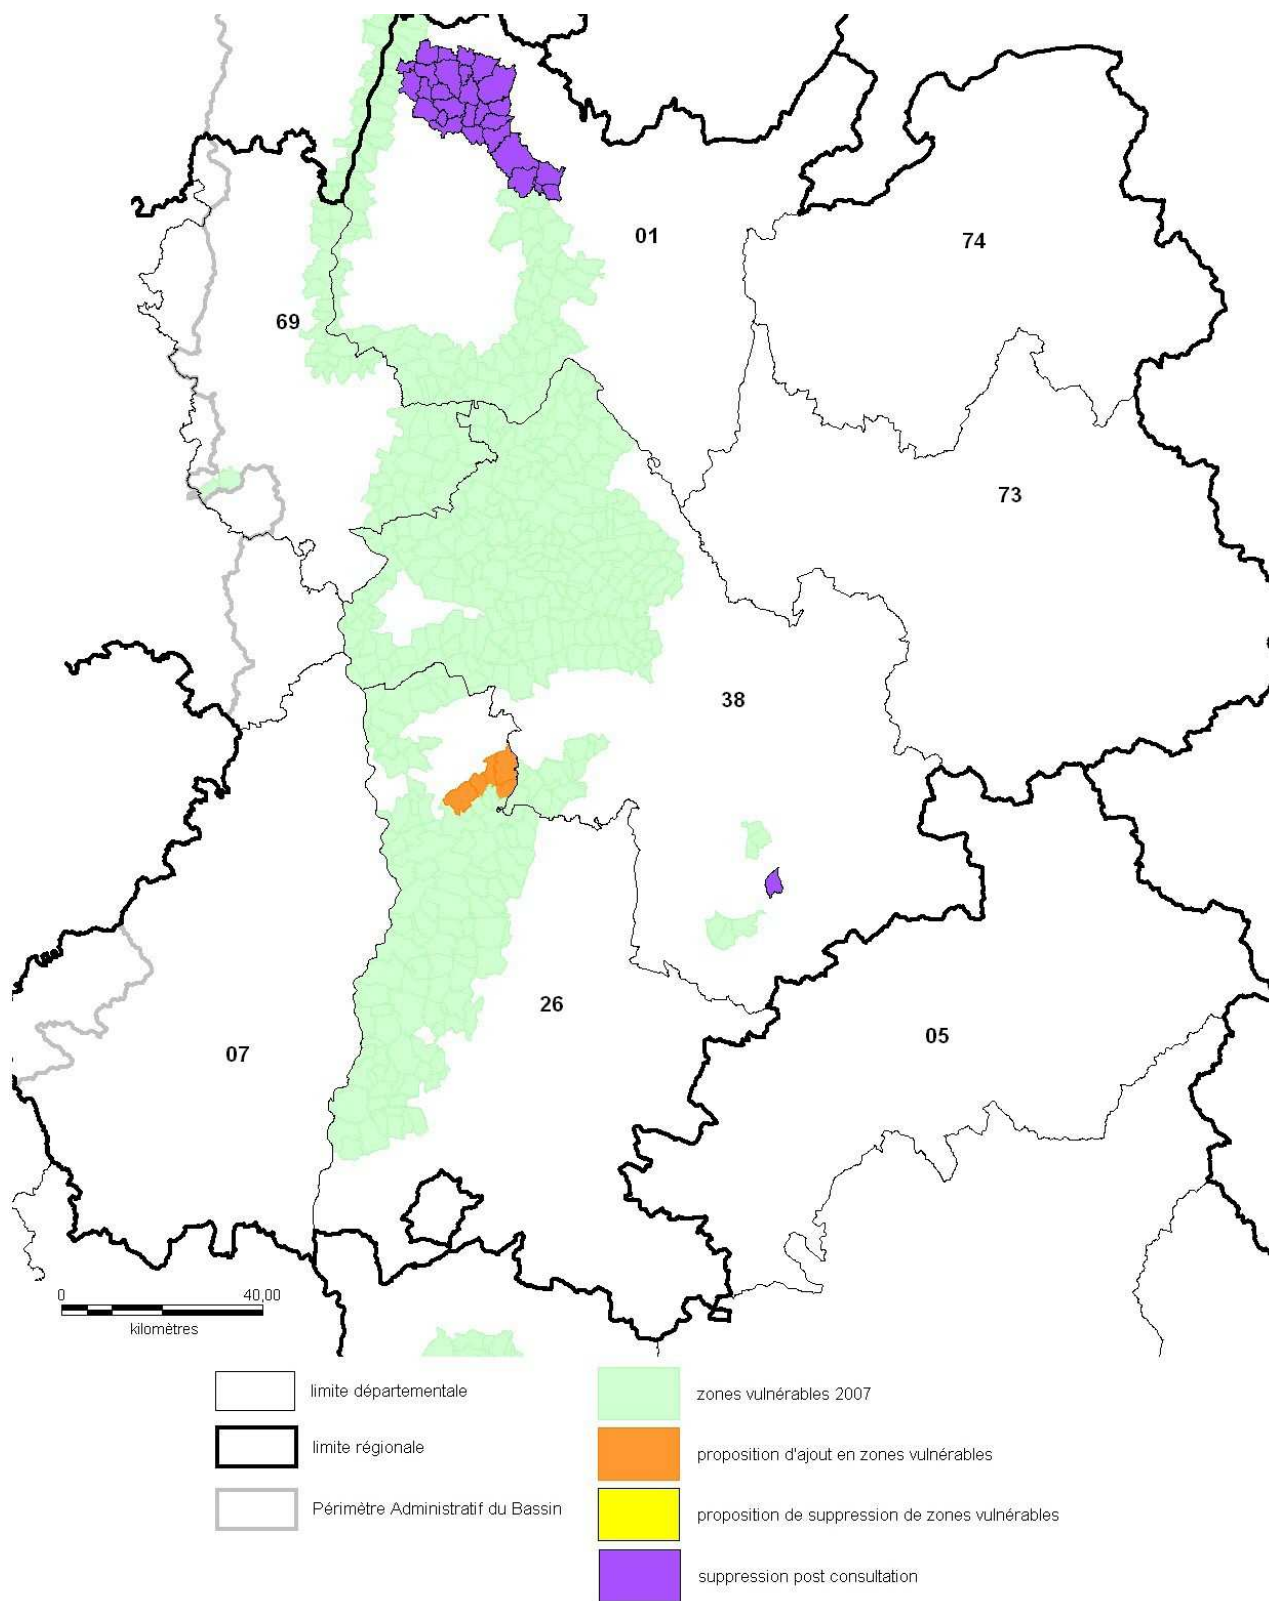 01
74
69
73
38
26
05
07
0 40,00
kilomètres
limite départementale
limite régionale
Périmètre Administratif du Bassin
zones vulnérables 2007
proposition d'ajout en zones vulnérables
proposition de suppression de zones vulnérables
suppression post consultation